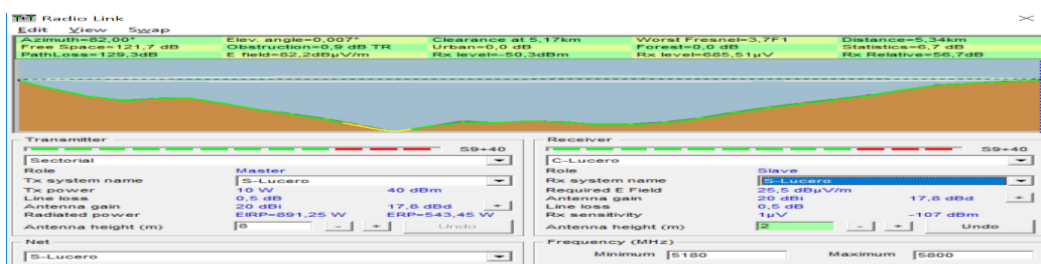 Radio Link
Edit View Swap
Azimuth=82,00° Elev. angle=0,007° Clearance at 5,17km Worst Fresnel=3,7F1 Distance=5,34km
Free Space=121,7 dB Obstruction=0,9 dB TR Urban=0,0 dB Forest=0,0 dB Statistics=6,7 dB
PathLoss=129,3dB E field=82,2dBµV/m Rx level=-50,3dBm Rx level=685,51µV Rx Relative=56,7dB
Transmitter
S9+40
Sectorial
Role Master
Tx system name S-Lucero
Tx power 10 W 40 dBm
Line loss 0,5 dB
Antenna gain 20 dBi 17,8 dBd +
Radiated power EIRP=891,25 W ERP=543,45 W
Antenna height (m) 8 - + Undo
Net
S-Lucero
Receiver
S9+40
C-Lucero
Role Slave
Rx system name S-Lucero
Required E Field 25,5 dBµV/m
Antenna gain 20 dBi 17,8 dBd +
Line loss 0,5 dB
Rx sensitivity 1µV -107 dBm
Antenna height (m) 2 - + Undo
Frequency (MHz)
Minimum 5180 Maximum 5800